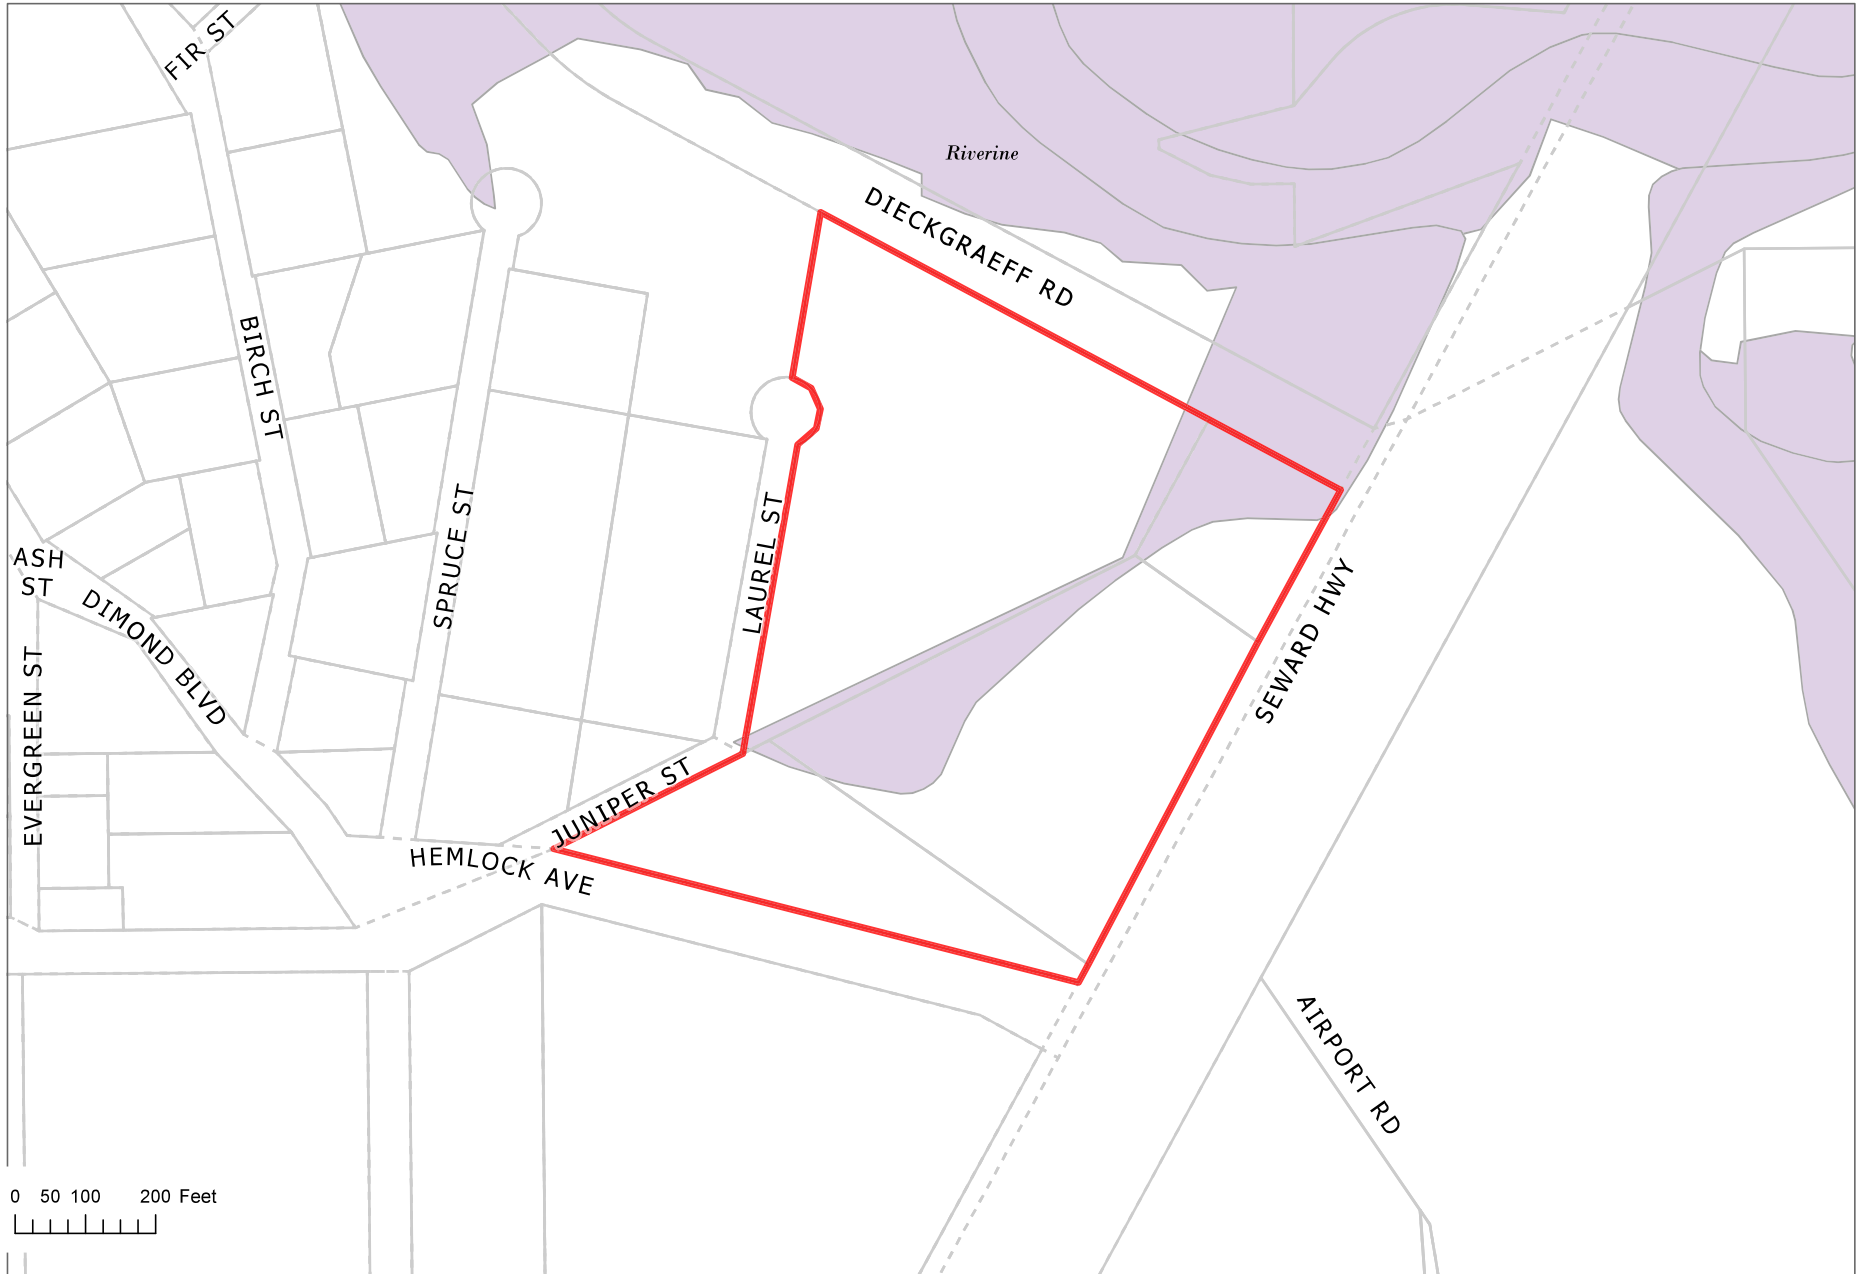 FIR ST
Riverine
DIECKGRAEFF RD
BIRCH ST
SPRUCE ST
LAUREL ST
ASH
ST
DIMOND BLVD
EVERGREEN ST
SEWARD HWY
JUNIPER ST
HEMLOCK AVE
AIRPORT RD
0 50 100 200 Feet